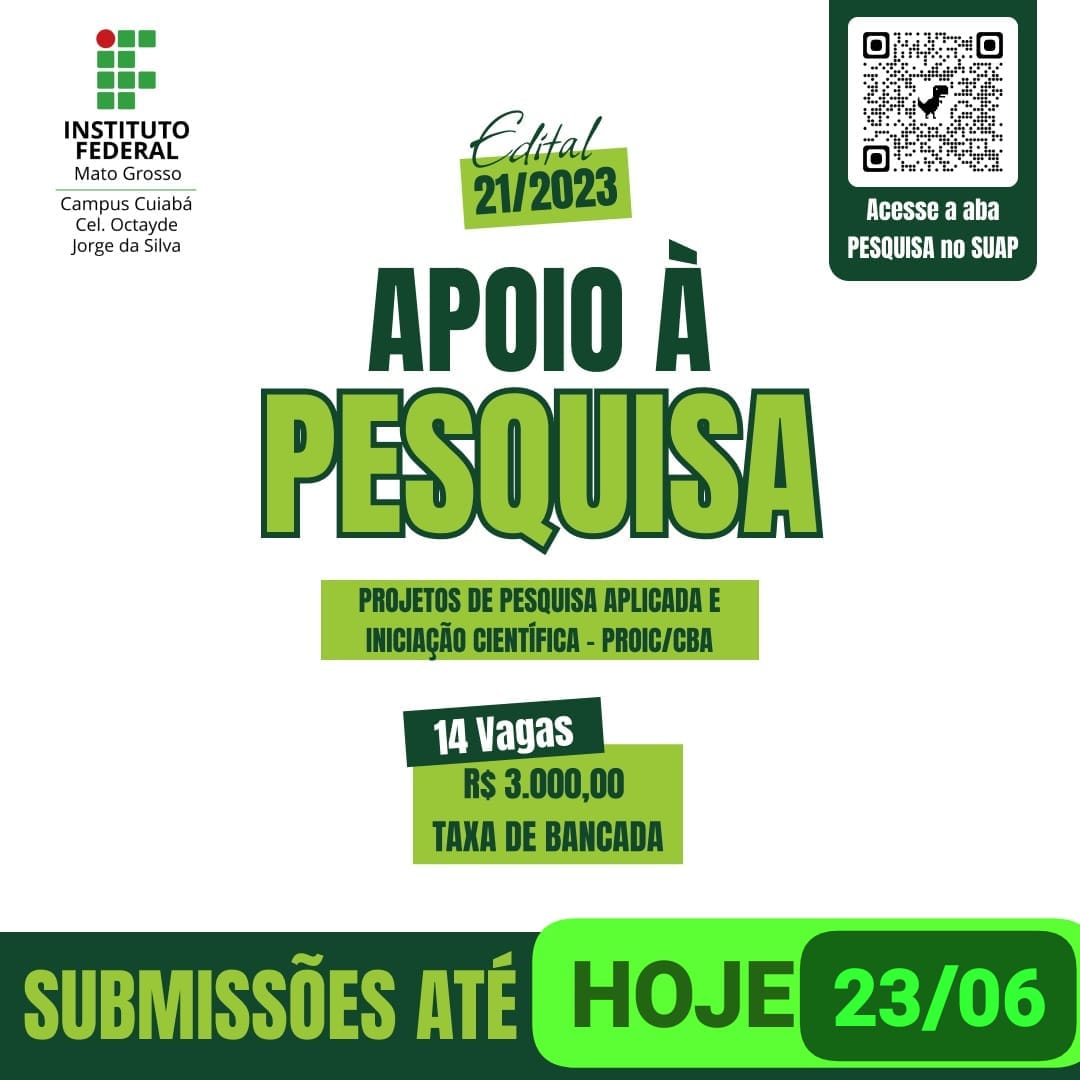 INSTITUTO
FEDERAL
Mato Grosso
Campus Cuiabá
Cel. Octayde
Jorge da Silva
Acesse a aba
PESQUISA no SUAP
Edital
21/2023
APOIO À
PESQUISA
PROJETOS DE PESQUISA APLICADA E
INICIAÇÃO CIENTÍFICA - PROIC/CBA
14 Vagas
R$ 3.000,00
TAXA DE BANCADA
SUBMISSÕES ATÉ HOJE 23/06